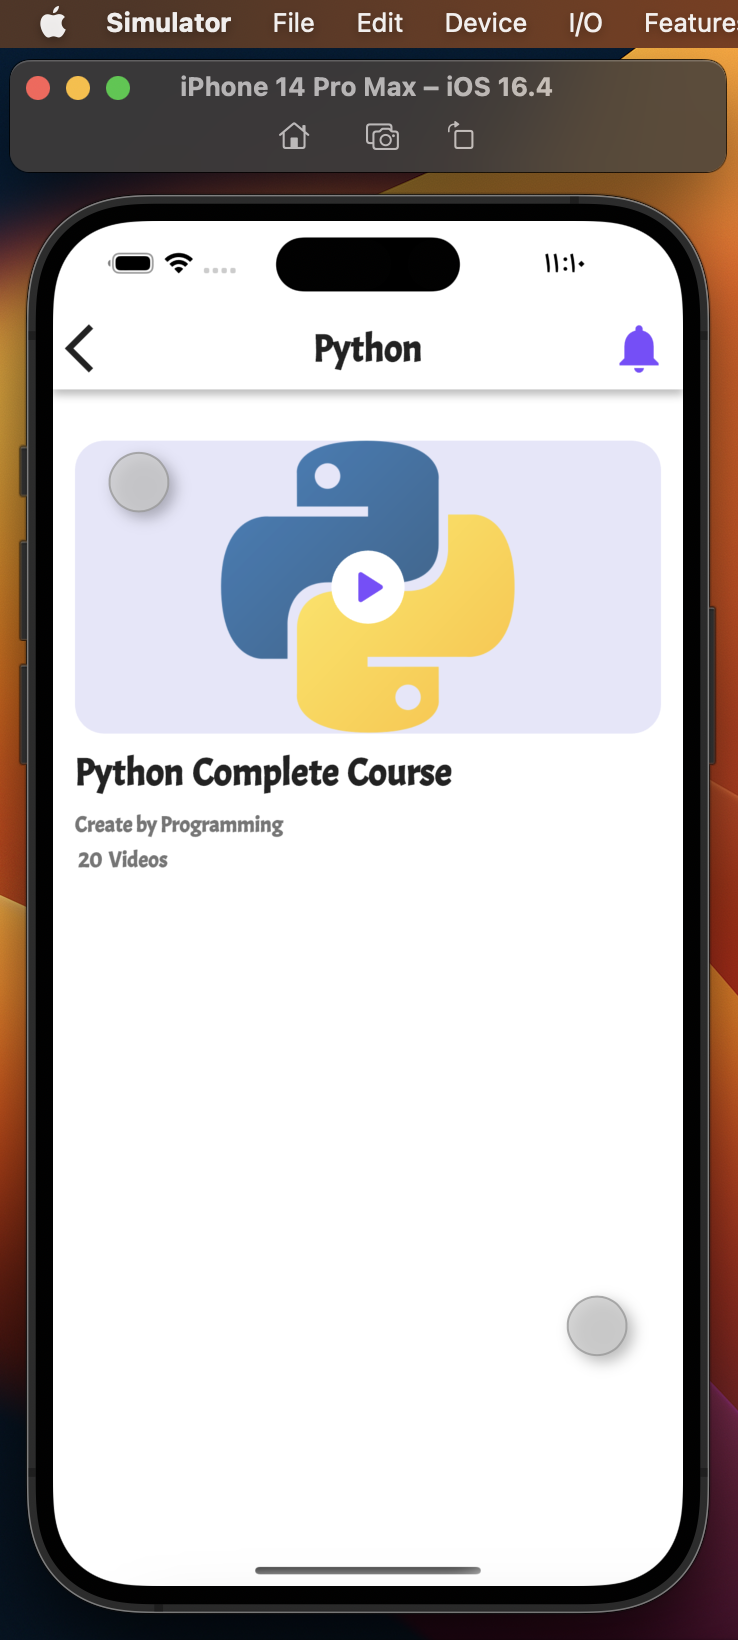 Simulator File Edit Device I/O Features
iPhone 14 Pro Max – iOS 16.4
١١:١٠
Python
Python Complete Course
Create by Programming
20 Videos